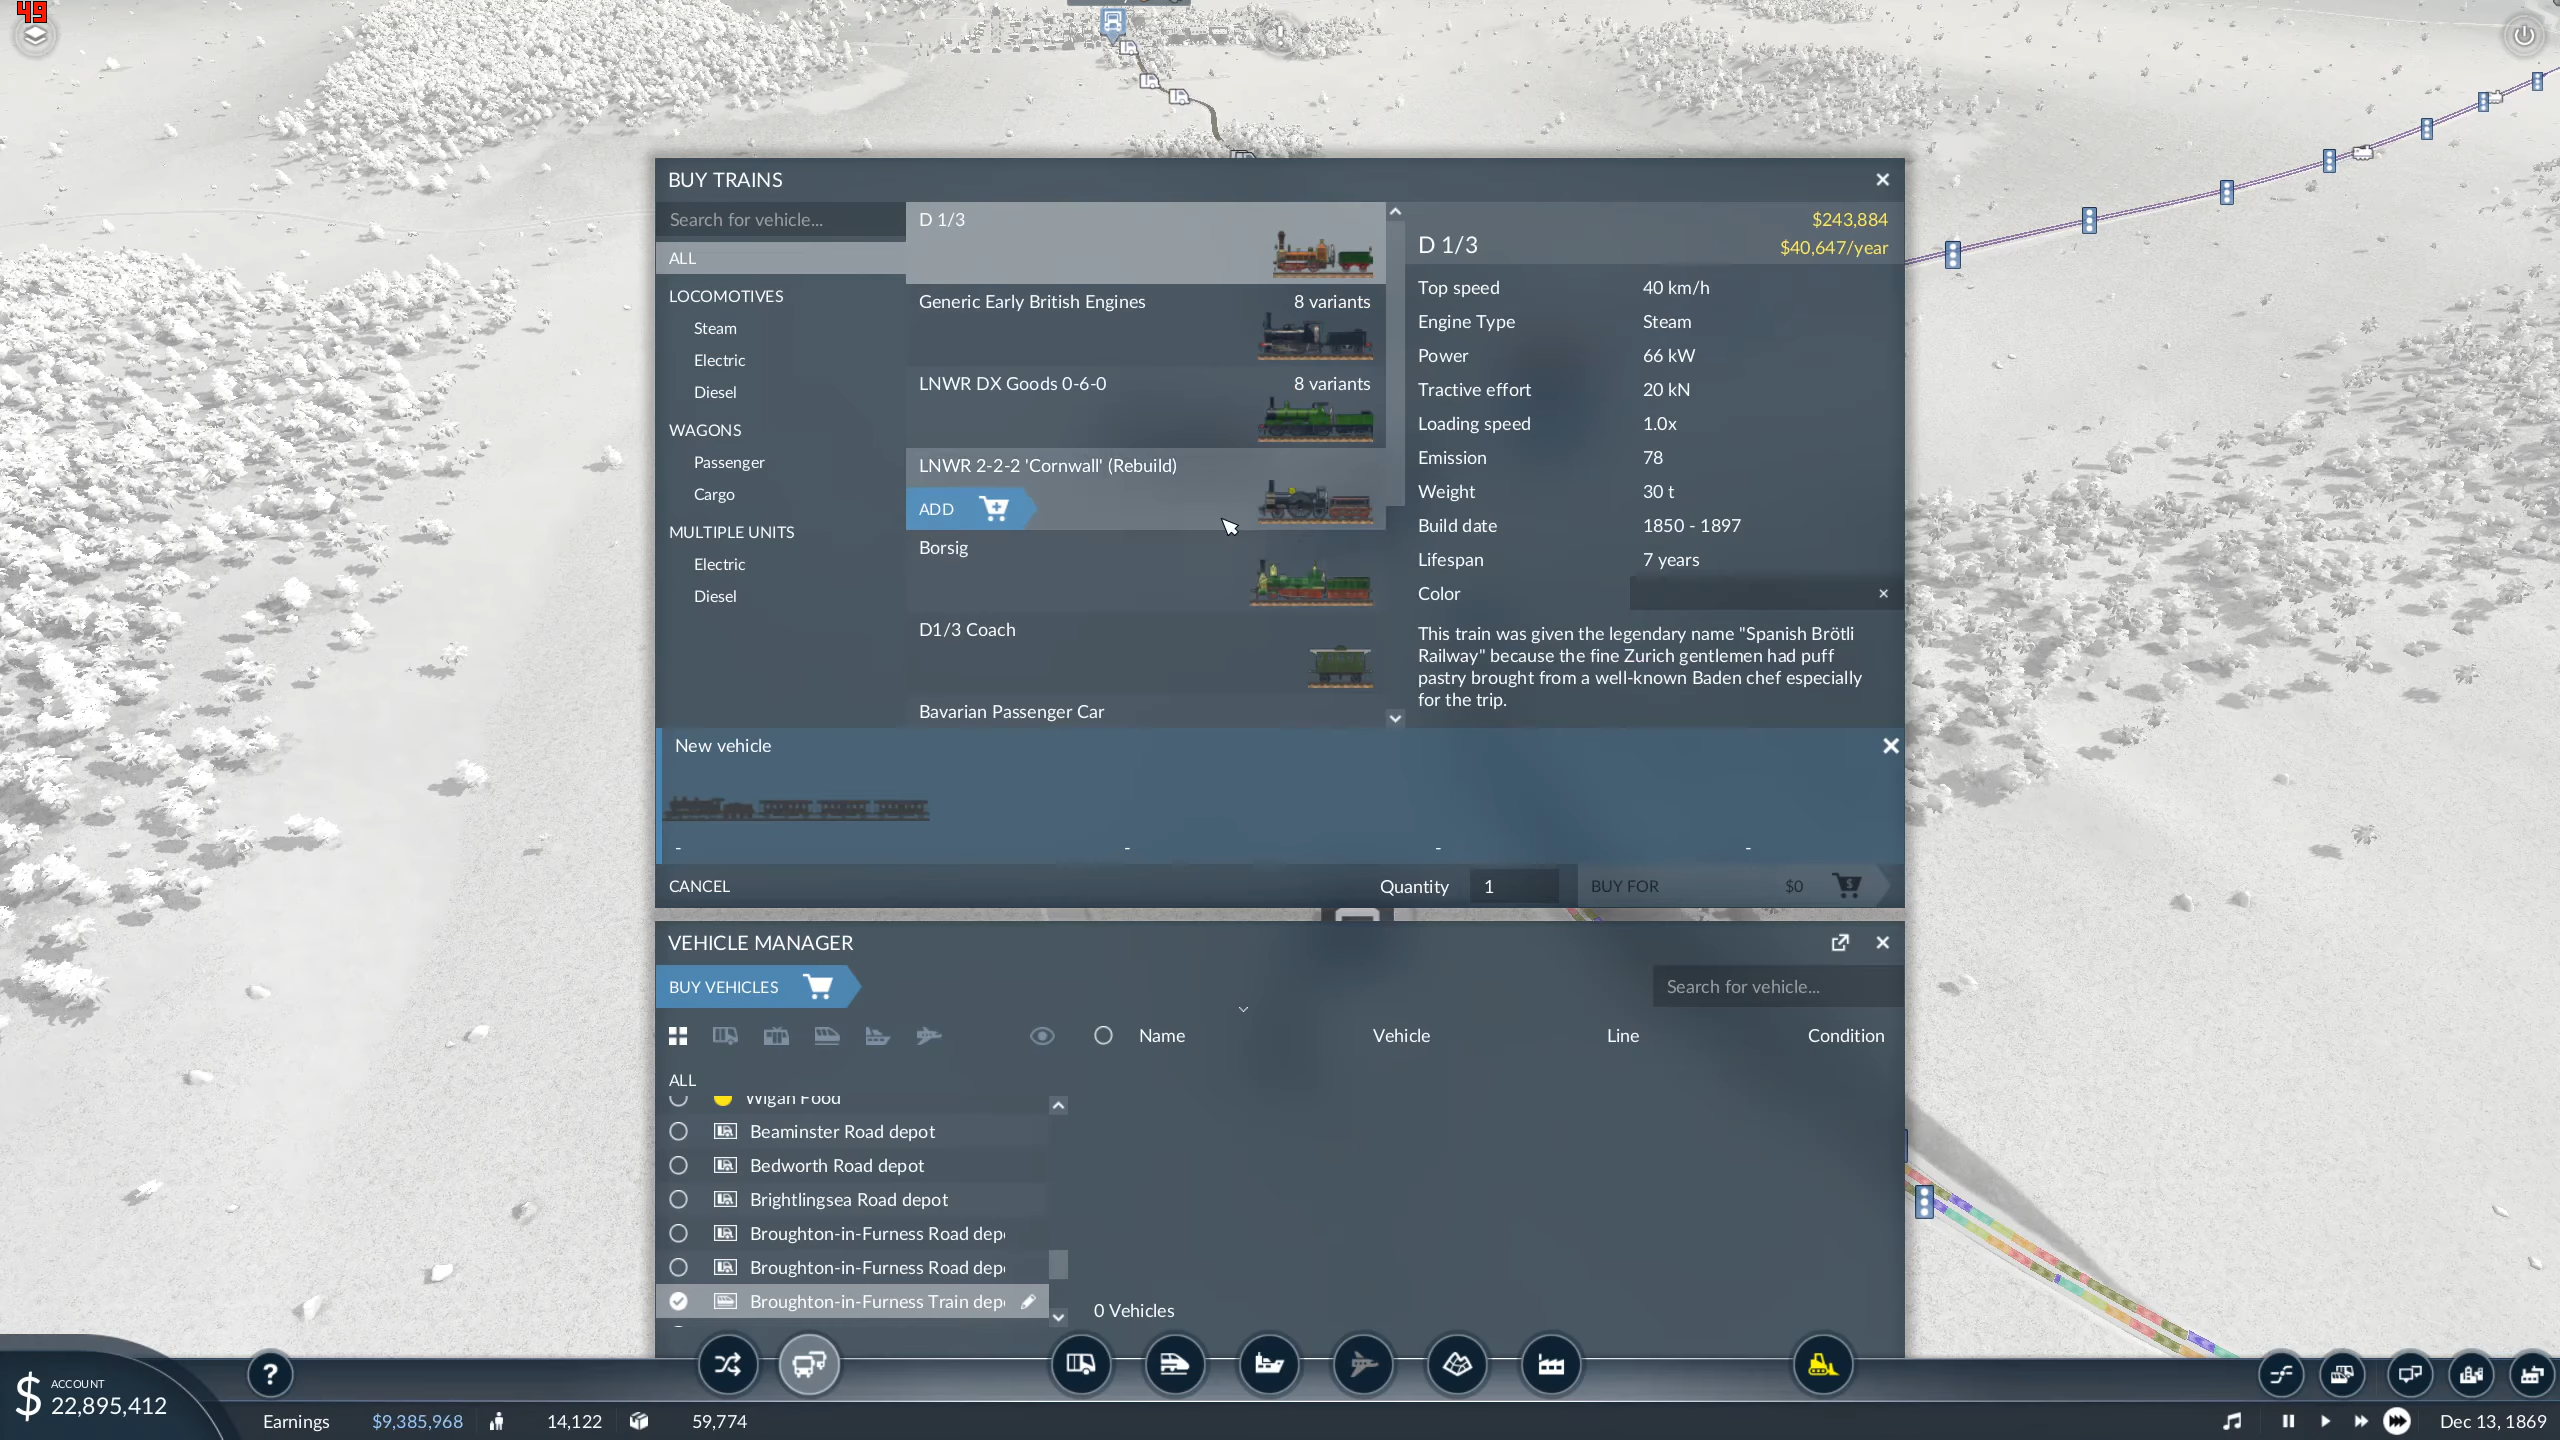 49
BUY TRAINS
Search for vehicle...
ALL
LOCOMOTIVES
Steam
Electric
Diesel
WAGONS
Passenger
Cargo
MULTIPLE UNITS
Electric
Diesel
D 1/3
Generic Early British Engines 8 variants
LNWR DX Goods 0-6-0 8 variants
LNWR 2-2-2 'Cornwall' (Rebuild)
ADD
Borsig
D1/3 Coach
Bavarian Passenger Car
$243,884
D 1/3
$40,647/year
Top speed 40 km/h
Engine Type Steam
Power 66 kW
Tractive effort 20 kN
Loading speed 1.0x
Emission 78
Weight 30 t
Build date 1850 - 1897
Lifespan 7 years
Color
This train was given the legendary name "Spanish Brötli
Railway" because the fine Zurich gentlemen had puff
pastry brought from a well-known Baden chef especially
for the trip.
New vehicle
- - - -
CANCEL
Quantity 1
BUY FOR $0
VEHICLE MANAGER
BUY VEHICLES
Search for vehicle...
Name Vehicle Line Condition
ALL
Wigan Food
Beaminster Road depot
Bedworth Road depot
Brightlingsea Road depot
Broughton-in-Furness Road dep
Broughton-in-Furness Road dep
Broughton-in-Furness Train dep
0 Vehicles
?
$ ACCOUNT
22,895,412
Earnings $9,385,968 14,122 59,774
Dec 13, 1869